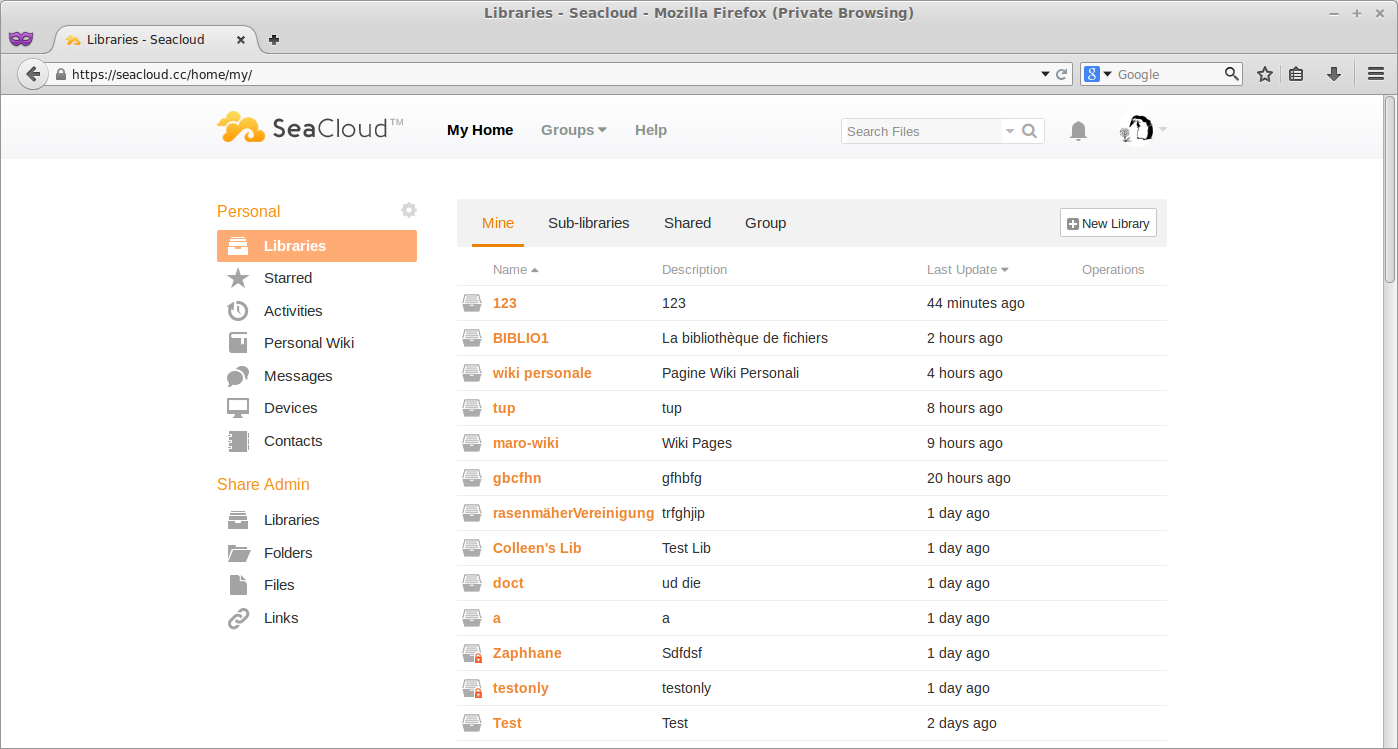 Libraries - Seacloud - Mozilla Firefox (Private Browsing)
Libraries - Seacloud
https://seacloud.cc/home/my/
8 Google
SeaCloud™
My Home Groups Help
Search Files
Personal
Libraries
Starred
Activities
Personal Wiki
Messages
Devices
Contacts
Share Admin
Libraries
Folders
Files
Links
Mine Sub-libraries Shared Group New Library
Name Description Last Update Operations
123 123 44 minutes ago
BIBLIO1 La bibliothèque de fichiers 2 hours ago
wiki personale Pagine Wiki Personali 4 hours ago
tup tup 8 hours ago
maro-wiki Wiki Pages 9 hours ago
gbcfhn gfhbfg 20 hours ago
rasenmäherVereinigung trfghjip 1 day ago
Colleen's Lib Test Lib 1 day ago
doct ud die 1 day ago
a a 1 day ago
Zaphhane Sdfdsf 1 day ago
testonly testonly 1 day ago
Test Test 2 days ago